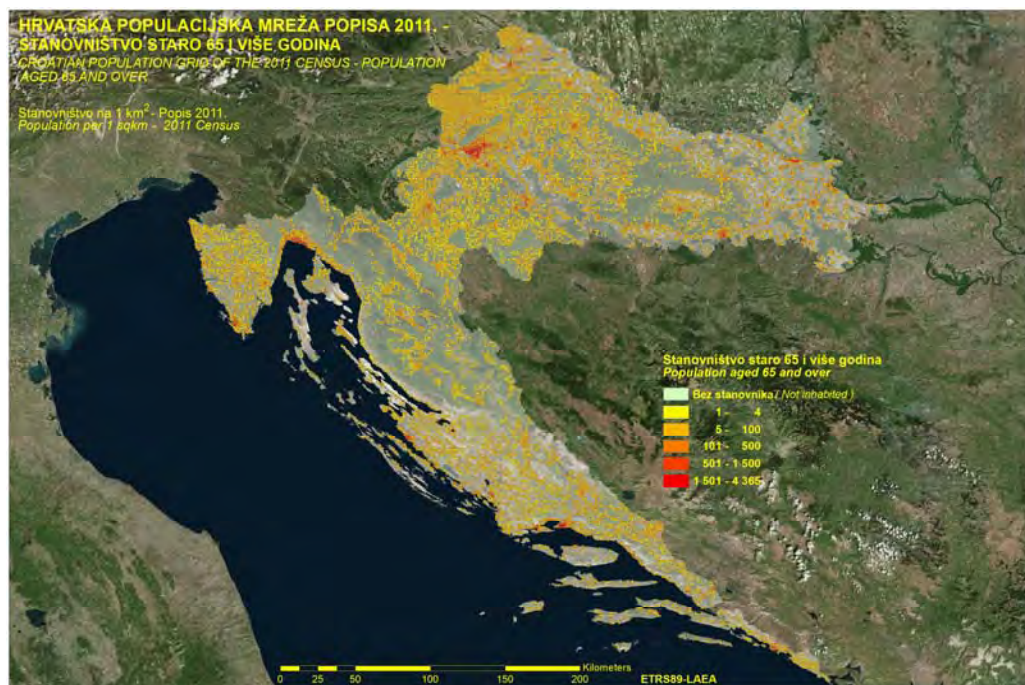 HRVATSKA POPULACIJSKA MREŽA POPISA 2011. -
STANOVNIŠTVO STARO 65 I VIŠE GODINA
CROATIAN POPULATION GRID OF THE 2011 CENSUS - POPULATION
AGED 65 AND OVER
Stanovništvo na 1 km² - Popis 2011.
Population per 1 sqkm - 2011 Census
Stanovništvo staro 65 i više godina
Population aged 65 and over
Bez stanovnika ( Not inhabited )
1 - 4
5 - 100
101 - 500
501 - 1 500
1 501 - 4 365
Kilometers
0 25 50 100 150 200
ETRS89-LAEA